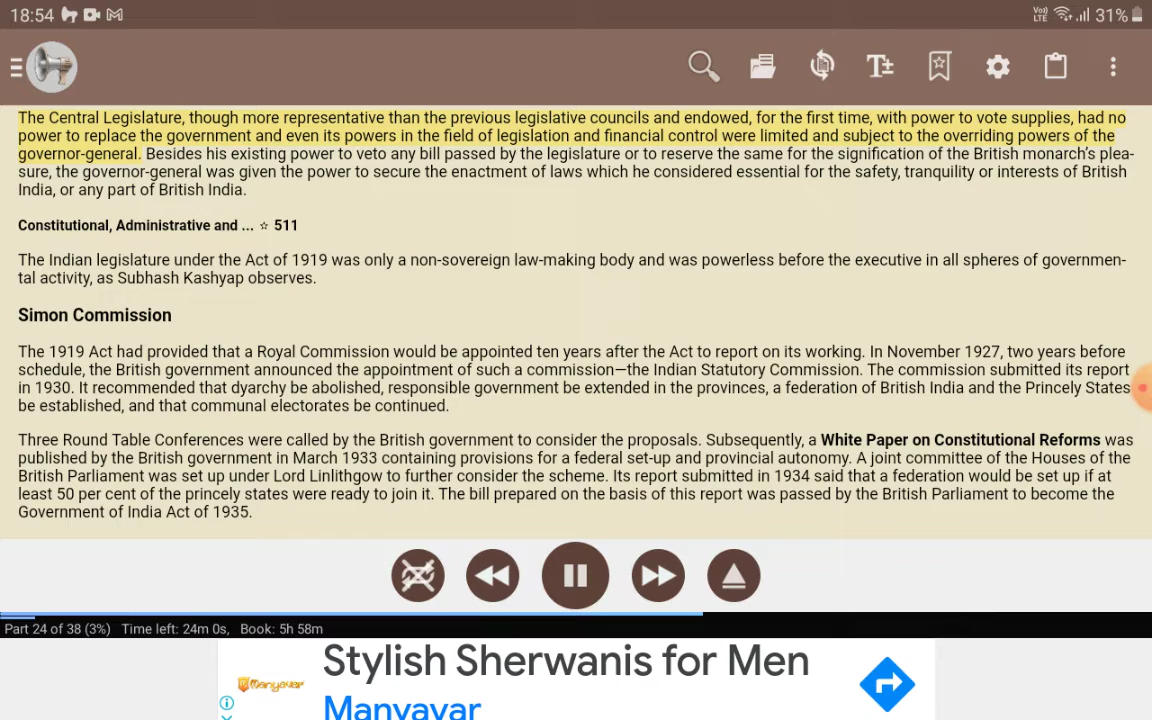 18:54
Vo) LTE 31%
The Central Legislature, though more representative than the previous legislative councils and endowed, for the first time, with power to vote supplies, had no
power to replace the government and even its powers in the field of legislation and financial control were limited and subject to the overriding powers of the
governor-general. Besides his existing power to veto any bill passed by the legislature or to reserve the same for the signification of the British monarch's plea-
sure, the governor-general was given the power to secure the enactment of laws which he considered essential for the safety, tranquility or interests of British
India, or any part of British India.
Constitutional, Administrative and ... ☆ 511
The Indian legislature under the Act of 1919 was only a non-sovereign law-making body and was powerless before the executive in all spheres of governmen-
tal activity, as Subhash Kashyap observes.
Simon Commission
The 1919 Act had provided that a Royal Commission would be appointed ten years after the Act to report on its working. In November 1927, two years before
schedule, the British government announced the appointment of such a commission—the Indian Statutory Commission. The commission submitted its report
in 1930. It recommended that dyarchy be abolished, responsible government be extended in the provinces, a federation of British India and the Princely States
be established, and that communal electorates be continued.
Three Round Table Conferences were called by the British government to consider the proposals. Subsequently, a White Paper on Constitutional Reforms was
published by the British government in March 1933 containing provisions for a federal set-up and provincial autonomy. A joint committee of the Houses of the
British Parliament was set up under Lord Linlithgow to further consider the scheme. Its report submitted in 1934 said that a federation would be set up if at
least 50 per cent of the princely states were ready to join it. The bill prepared on the basis of this report was passed by the British Parliament to become the
Government of India Act of 1935.
Part 24 of 38 (3%) Time left: 24m 0s, Book: 5h 58m
Stylish Sherwanis for Men
Manyavar
Manyavar